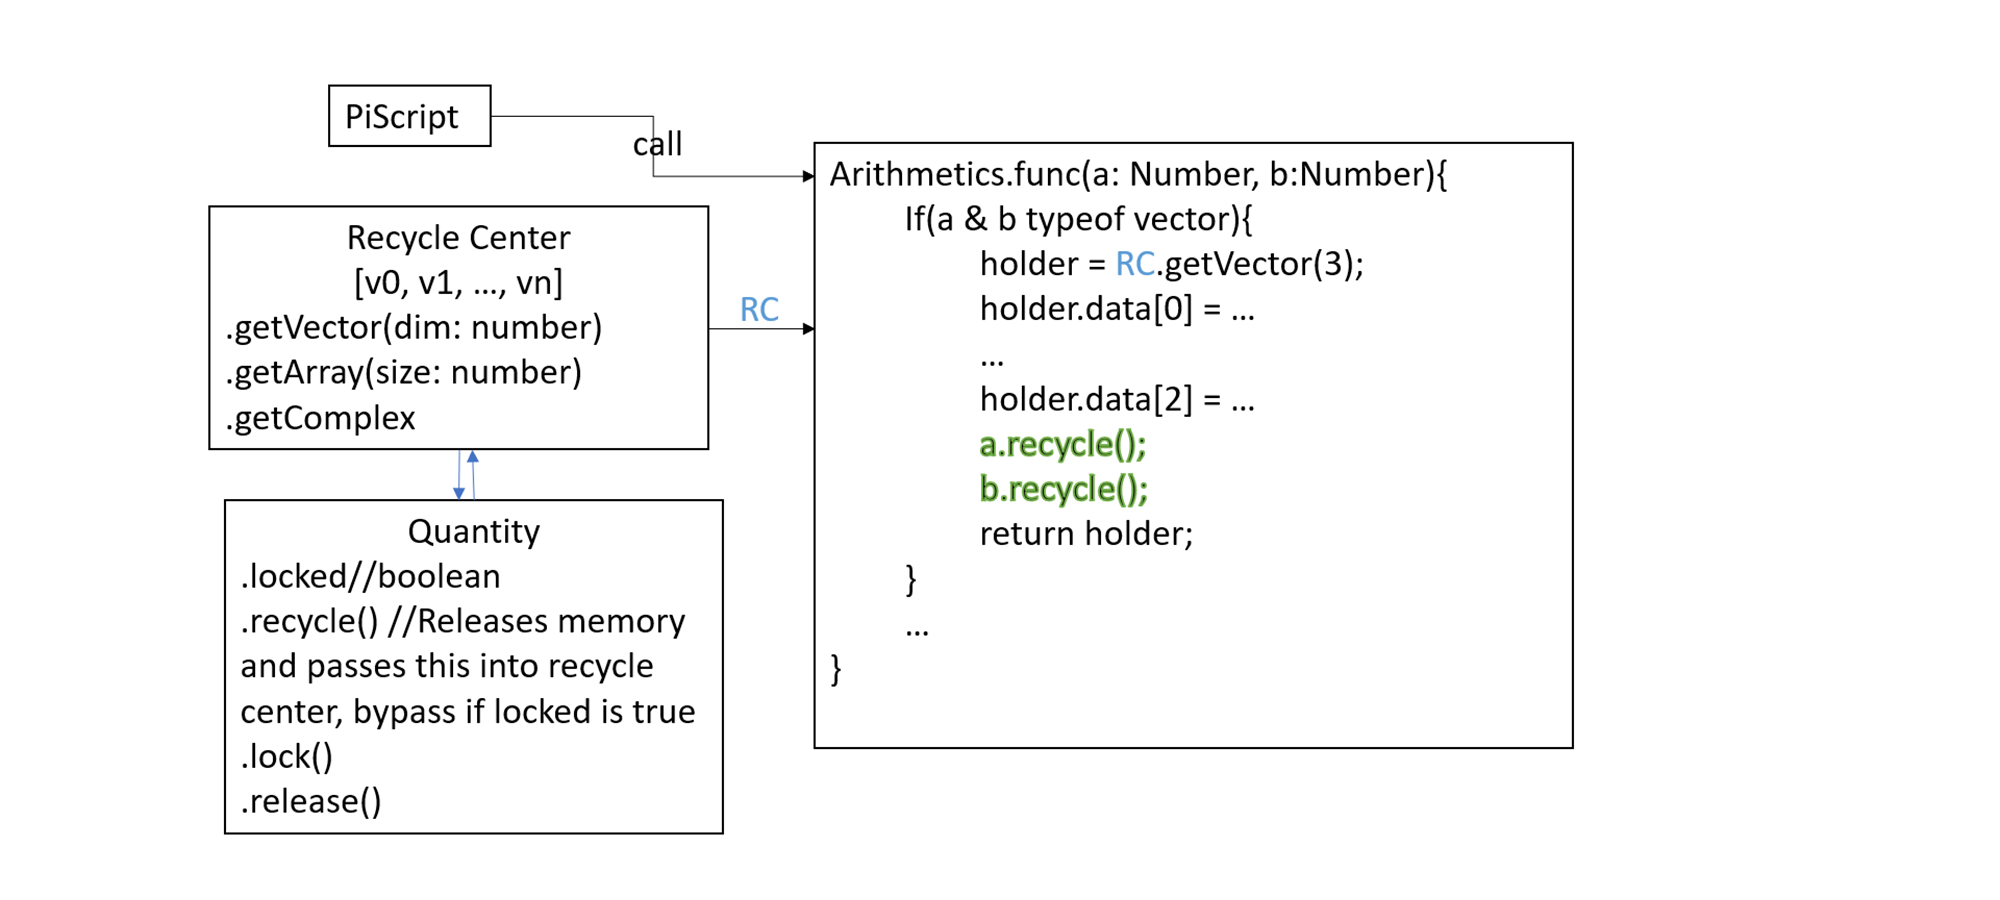 PiScript
call
Recycle Center
[v0, v1, …, vn]
.getVector(dim: number)
.getArray(size: number)
.getComplex
RC
Quantity
.locked//boolean
.recycle() //Releases memory
and passes this into recycle
center, bypass if locked is true
.lock()
.release()
Arithmetics.func(a: Number, b:Number){
If(a & b typeof vector){
holder = RC.getVector(3);
holder.data[0] = …
…
holder.data[2] = …
a.recycle();
b.recycle();
return holder;
}
…
}